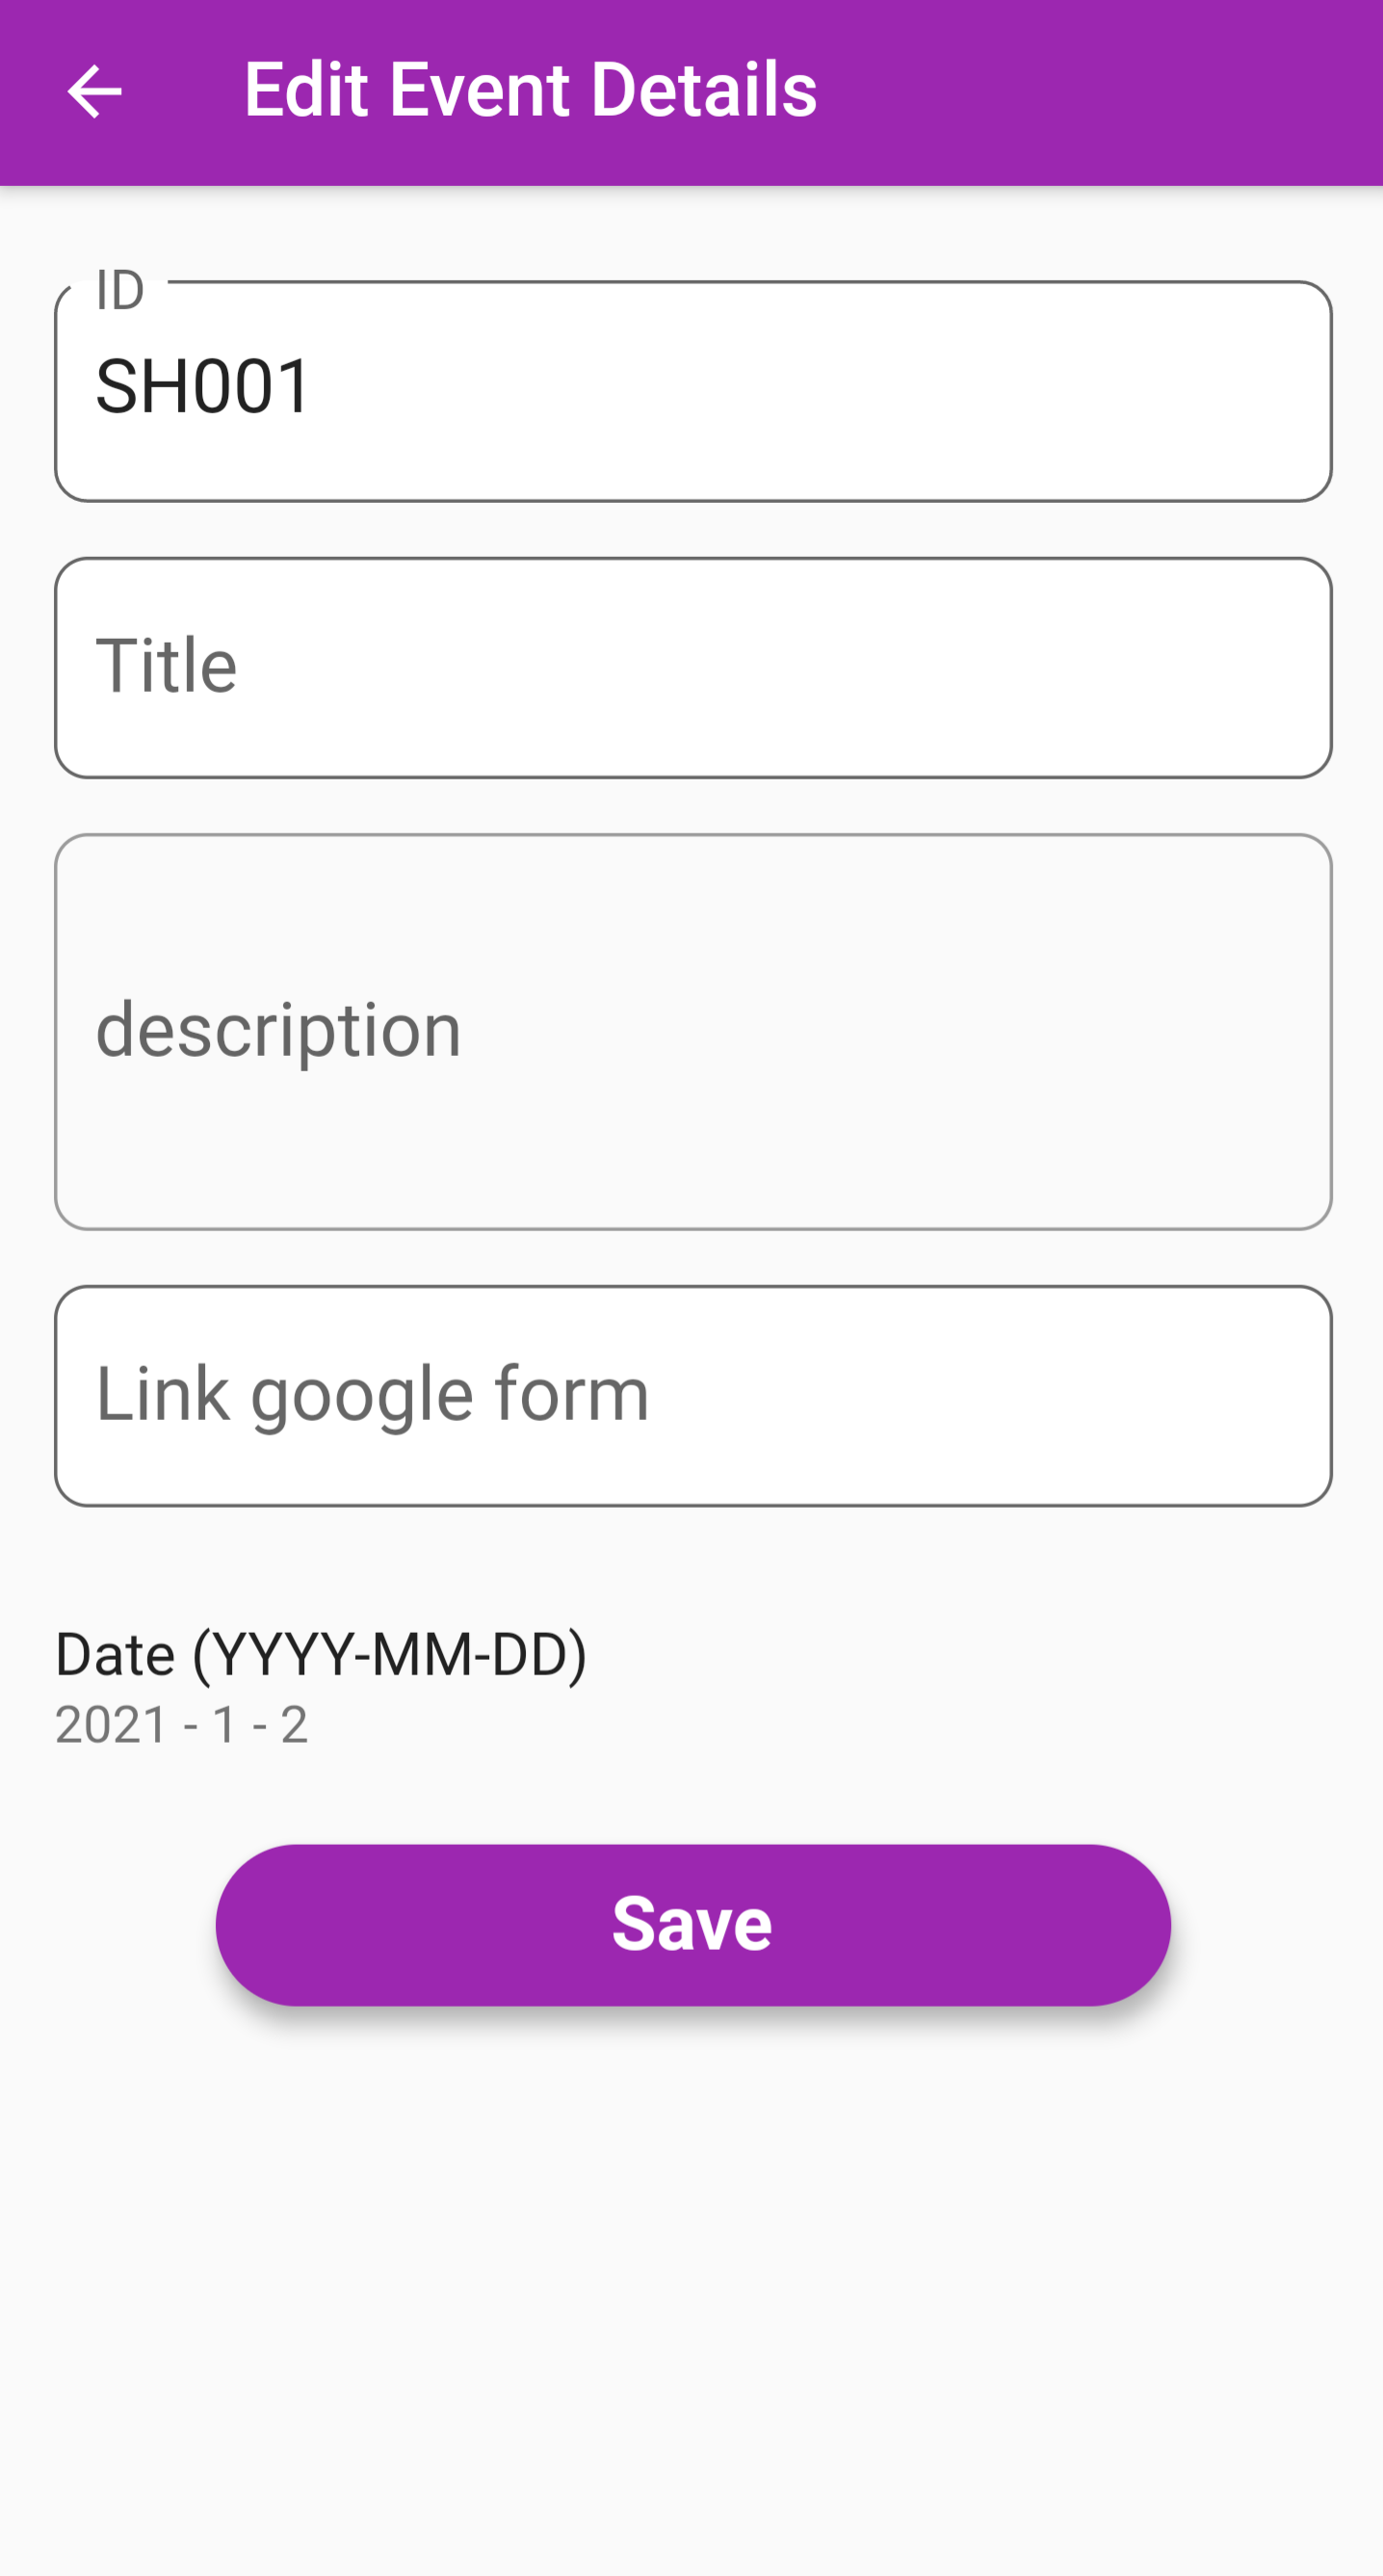 Edit Event Details
ID
SH001
Title
description
Link google form
Date (YYYY-MM-DD)
2021 - 1 - 2
Save